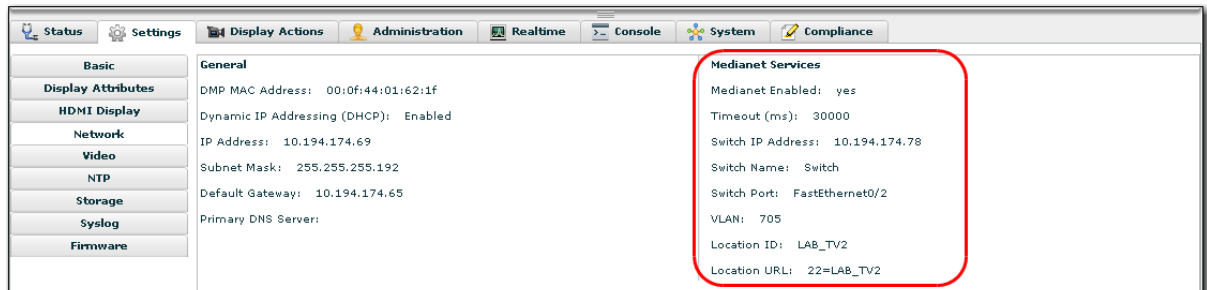 Status Settings Display Actions Administration Realtime Console System Compliance
Basic
Display Attributes
HDMI Display
Network
Video
NTP
Storage
Syslog
Firmware
General
DMP MAC Address: 00:0f:44:01:62:1f
Dynamic IP Addressing (DHCP): Enabled
IP Address: 10.194.174.69
Subnet Mask: 255.255.255.192
Default Gateway: 10.194.174.65
Primary DNS Server:
Medianet Services
Medianet Enabled: yes
Timeout (ms): 30000
Switch IP Address: 10.194.174.78
Switch Name: Switch
Switch Port: FastEthernet0/2
VLAN: 705
Location ID: LAB_TV2
Location URL: 22=LAB_TV2